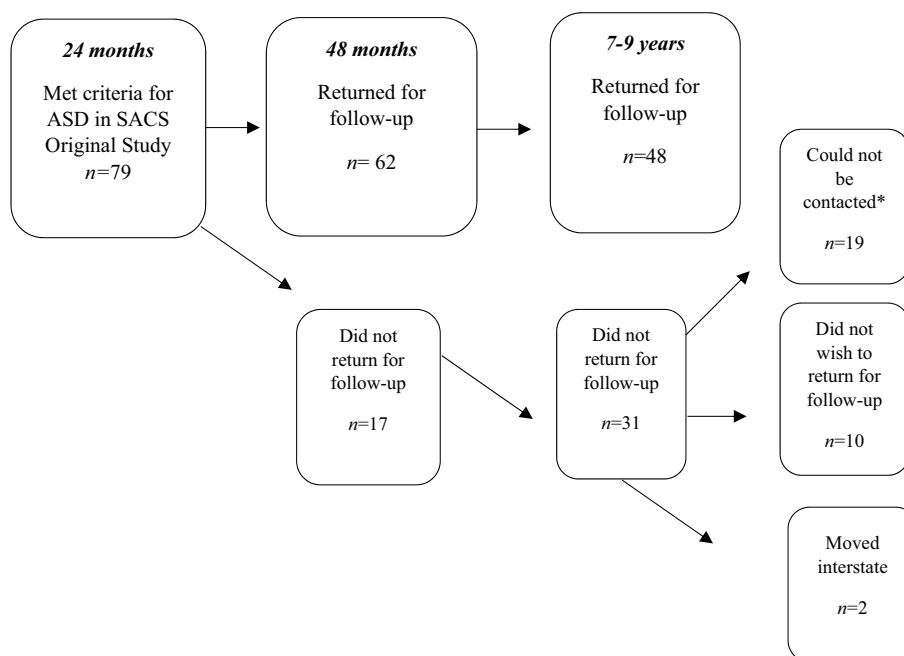 24 months
Met criteria for
ASD in SACS
Original Study
n=79
48 months
Returned for
follow-up
n= 62
7-9 years
Returned for
follow-up
n=48
Did not
return for
follow-up
n=17
Did not
return for
follow-up
n=31
Could not
be
contacted*
n=19
Did not
wish to
return for
follow-up
n=10
Moved
interstate
n=2